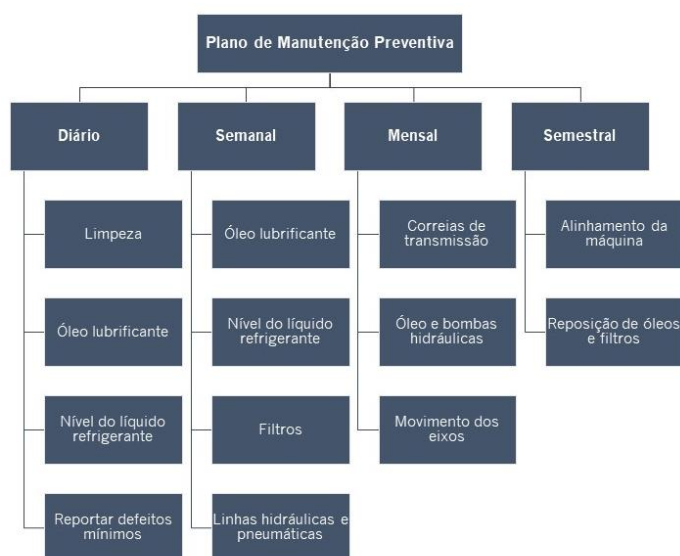 Plano de Manutenção Preventiva
Diário
Semanal
Mensal
Semestral
Limpeza
Óleo lubrificante
Nível do líquido
refrigerante
Reportar defeitos
mínimos
Óleo lubrificante
Nível do líquido
refrigerante
Filtros
Linhas hidráulicas e
pneumáticas
Correias de
transmissão
Óleo e bombas
hidráulicas
Movimento dos
eixos
Alinhamento da
máquina
Reposição de óleos
e filtros